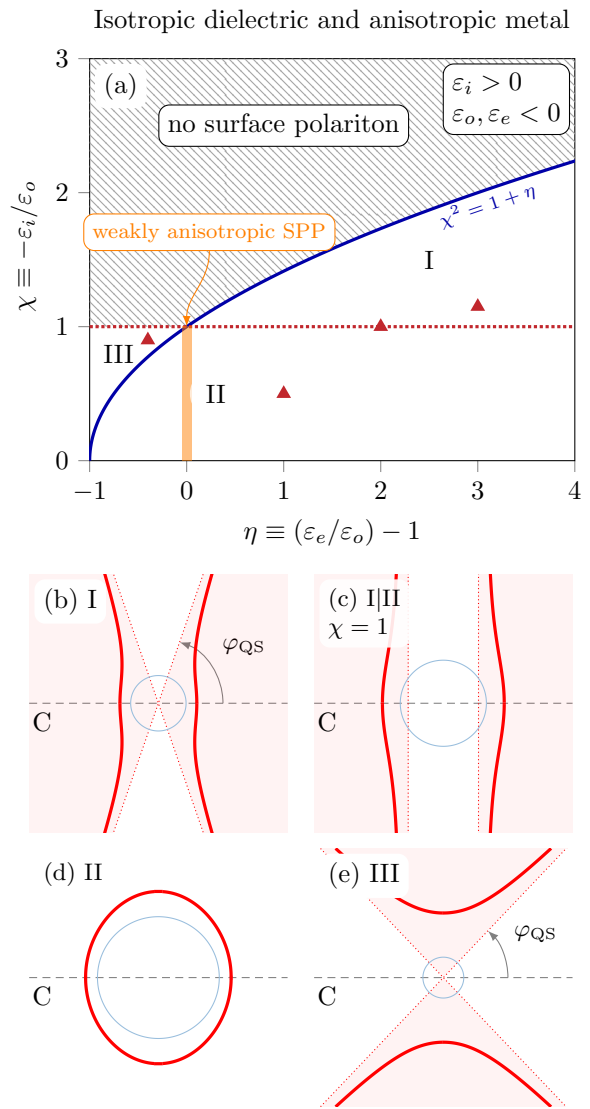 Isotropic dielectric and anisotropic metal
3
(a)
εᵢ > 0
εₒ, εₑ < 0
no surface polariton
2
χ² = 1 + η
weakly anisotropic SPP
I
χ ≡ −εᵢ/εₒ
1
III
II
0
−1 0 1 2 3 4
η ≡ (εₑ/εₒ) − 1
(b) I
φQS
C
(c) I|II
χ = 1
C
(d) II
C
(e) III
φQS
C